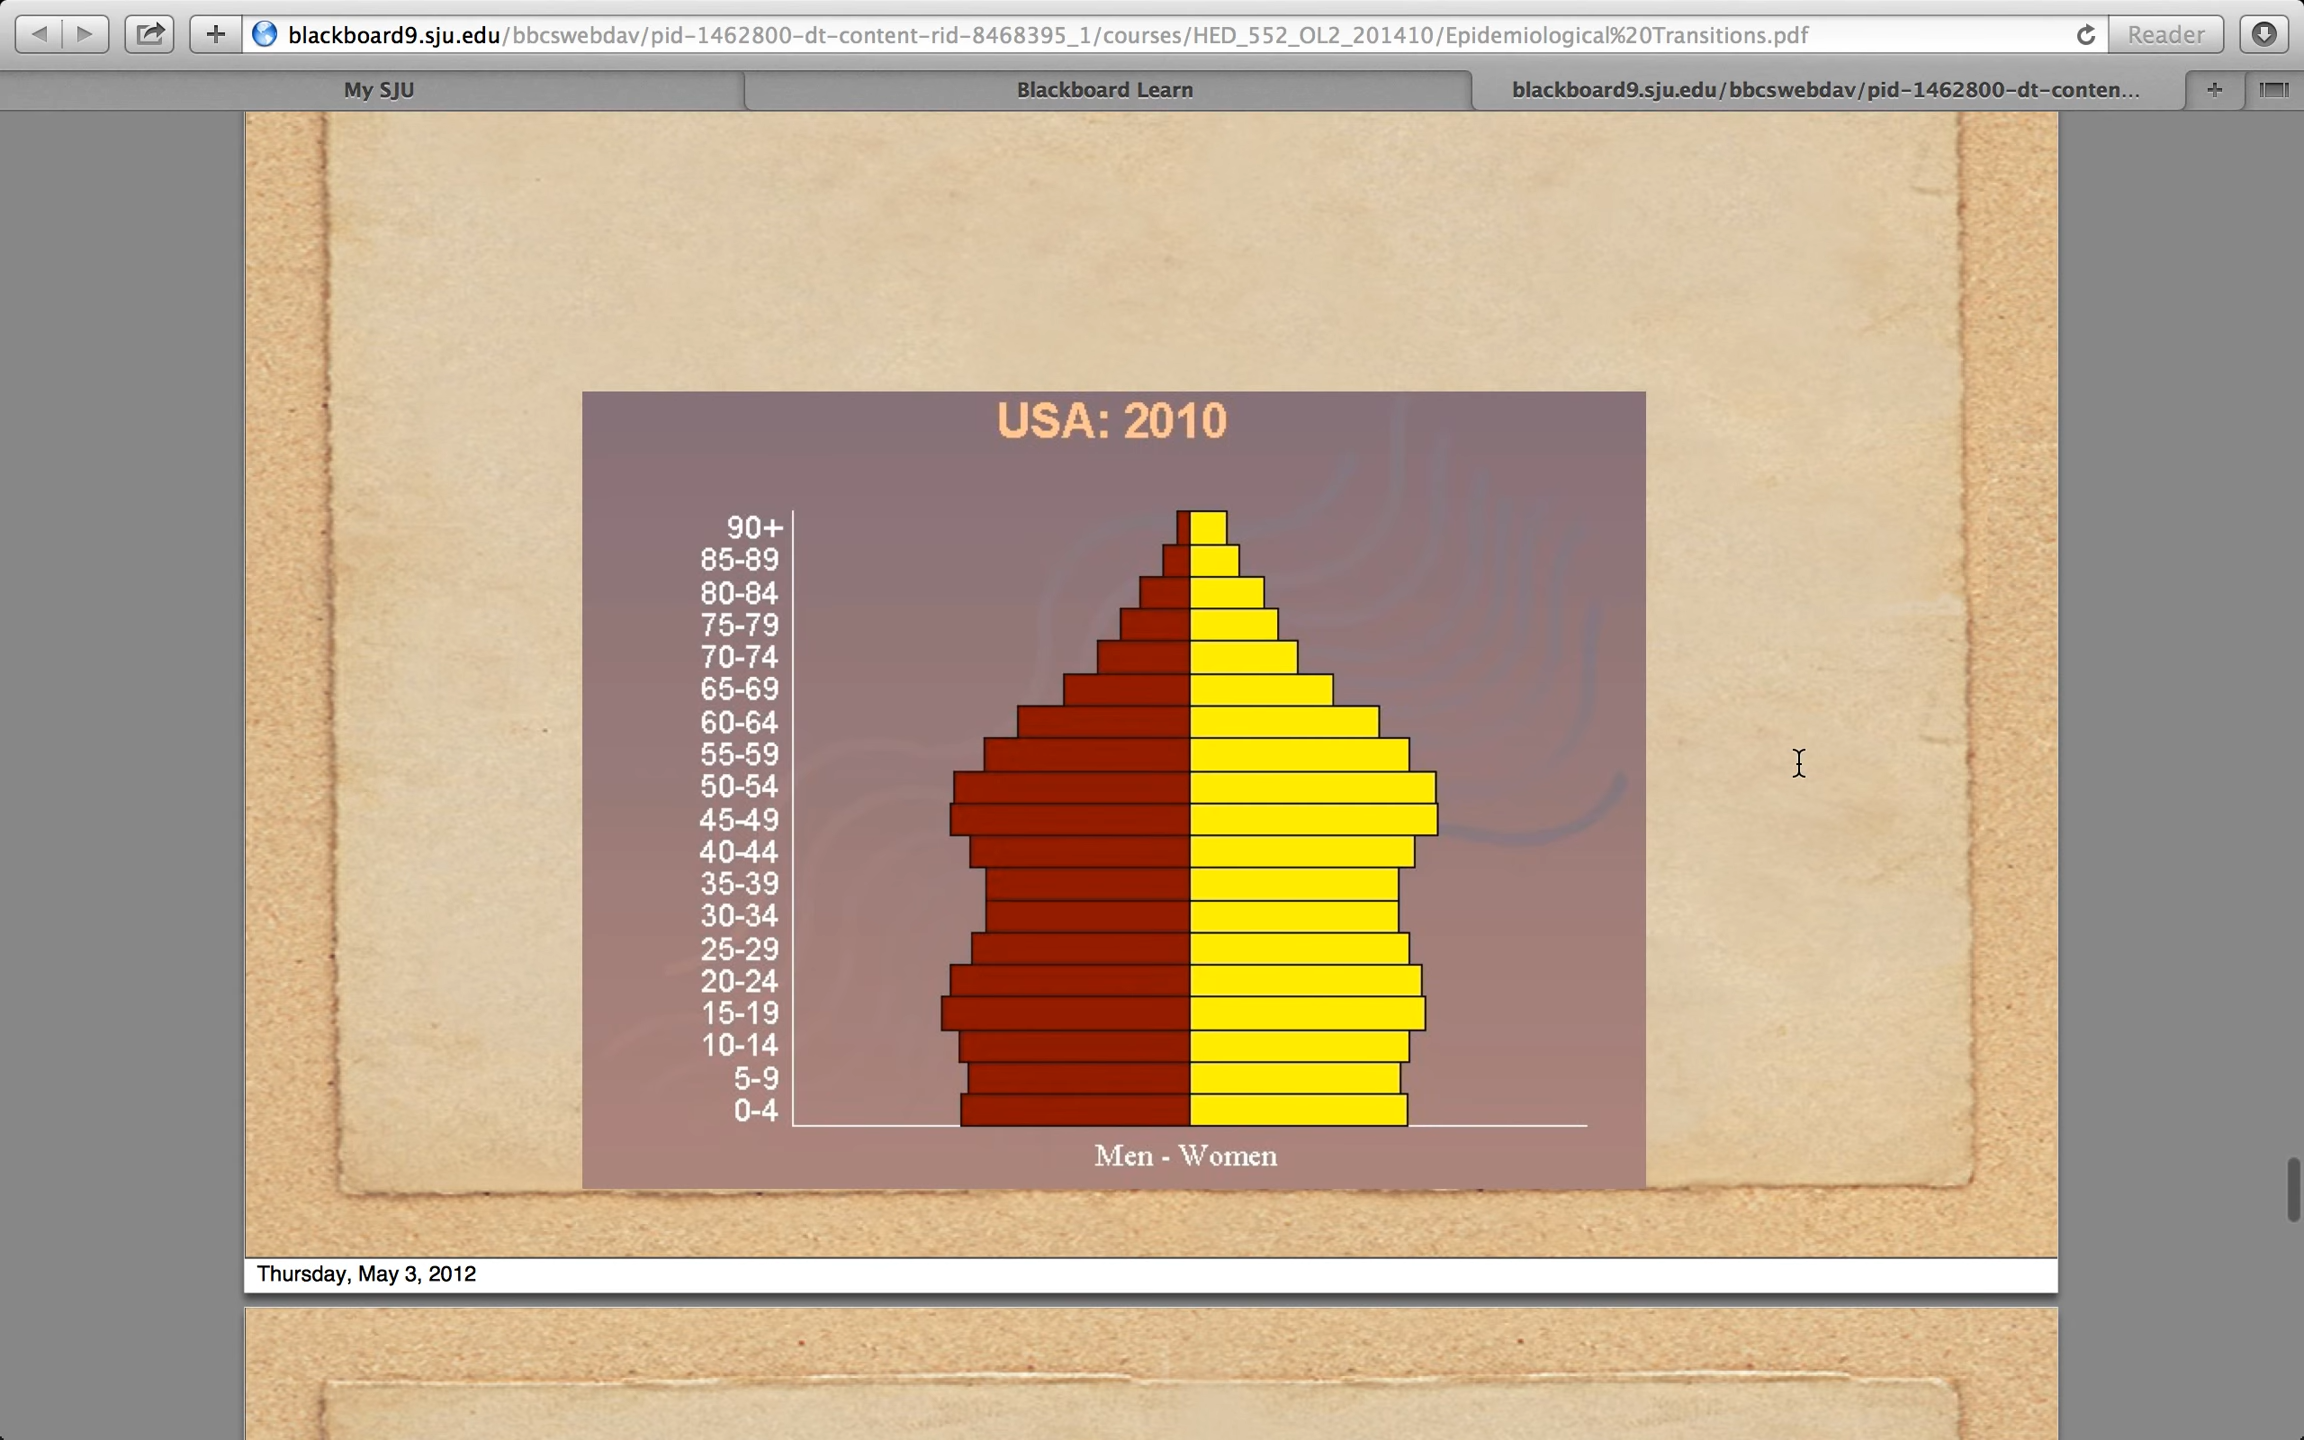 blackboard9.sju.edu/bbcswebdav/pid-1462800-dt-content-rid-8468395_1/courses/HED_552_OL2_201410/Epidemiological%20Transitions.pdf
Reader
My SJU
Blackboard Learn
blackboard9.sju.edu/bbcswebdav/pid-1462800-dt-conten...
USA: 2010
90+
85-89
80-84
75-79
70-74
65-69
60-64
55-59
50-54
45-49
40-44
35-39
30-34
25-29
20-24
15-19
10-14
5-9
0-4
Men - Women
Thursday, May 3, 2012